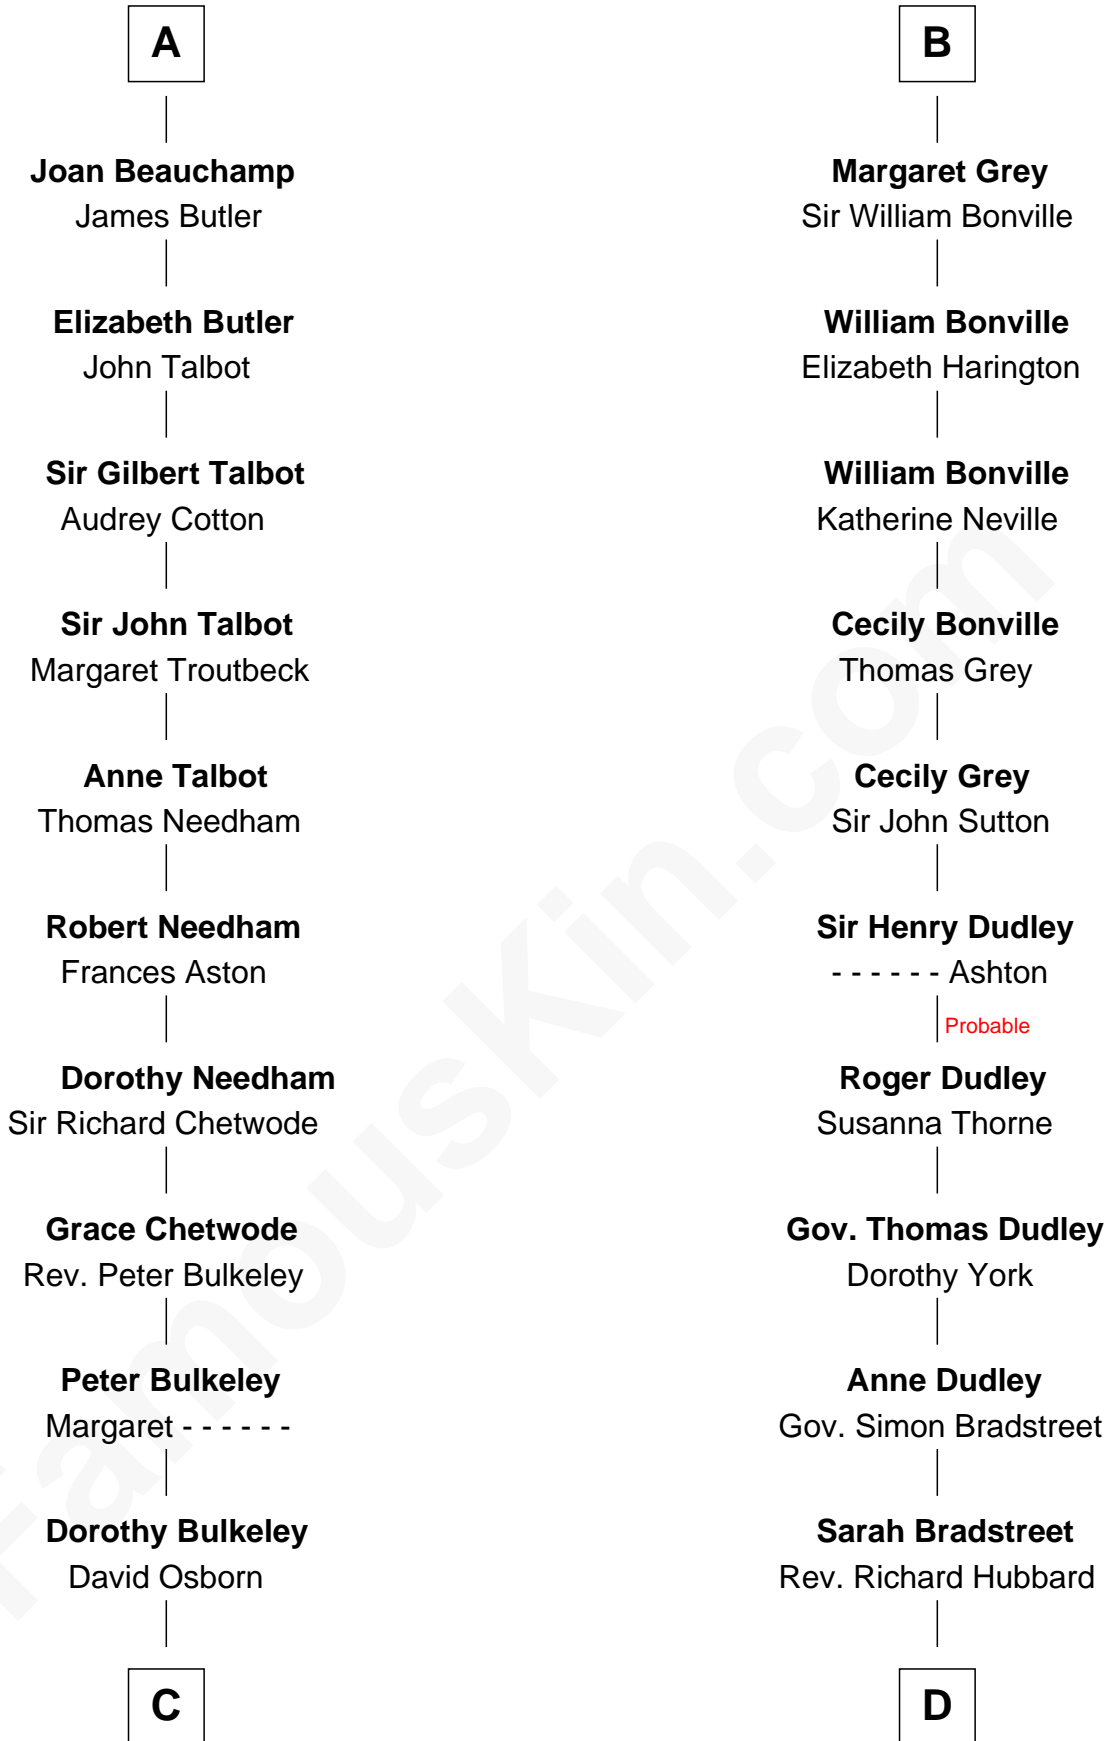 A
Joan Beauchamp
James Butler
Elizabeth Butler
John Talbot
Sir Gilbert Talbot
Audrey Cotton
Sir John Talbot
Margaret Troutbeck
Anne Talbot
Thomas Needham
Robert Needham
Frances Aston
Dorothy Needham
Sir Richard Chetwode
Grace Chetwode
Rev. Peter Bulkeley
Peter Bulkeley
Margaret - - - - - -
Dorothy Bulkeley
David Osborn
C
B
Margaret Grey
Sir William Bonville
William Bonville
Elizabeth Harington
William Bonville
Katherine Neville
Cecily Bonville
Thomas Grey
Cecily Grey
Sir John Sutton
Sir Henry Dudley
- - - - - - Ashton
Probable
Roger Dudley
Susanna Thorne
Gov. Thomas Dudley
Dorothy York
Anne Dudley
Gov. Simon Bradstreet
Sarah Bradstreet
Rev. Richard Hubbard
D
FamousKin.com